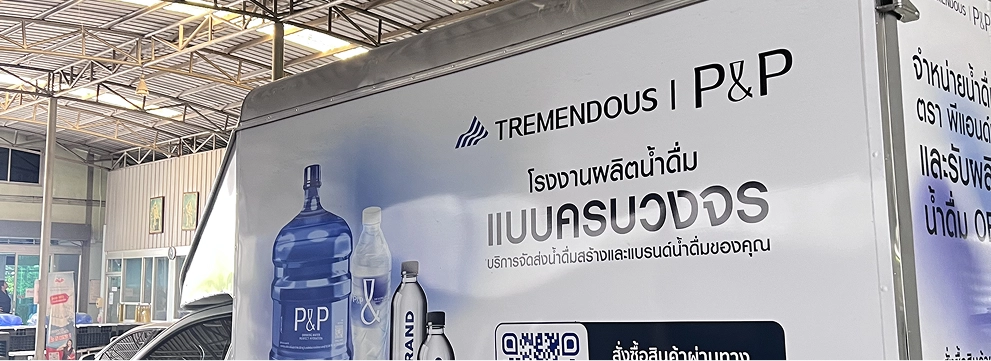 TREMENDOUS | P&P
โรงงานผลิตน้ำดื่ม
แบบครบวงจร
บริการจัดส่งน้ำดื่มสร้างและแบรนด์น้ำดื่มของคุณ
P&P
P&P
BRAND
สั่งซื้อสินค้าผ่านทาง
P&P
จำหน่ายน้ำดื่
ตรา พีแอนด์
และรับผลิ
น้ำดื่ม OE